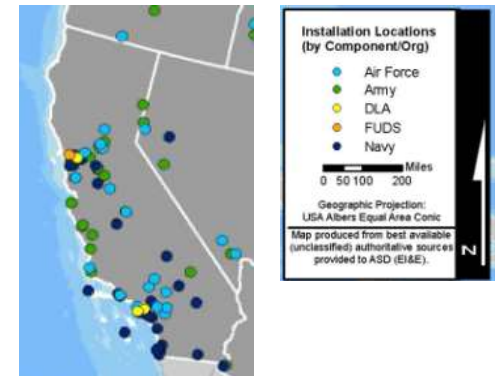 Installation Locations
(by Component/Org)
Air Force
Army
DLA
FUDS
Navy
Miles
0 50 100 200
Geographic Projection:
USA Albers Equal Area Conic
Map produced from best available
(unclassified) authoritative sources
provided to ASD (EI&E).
N